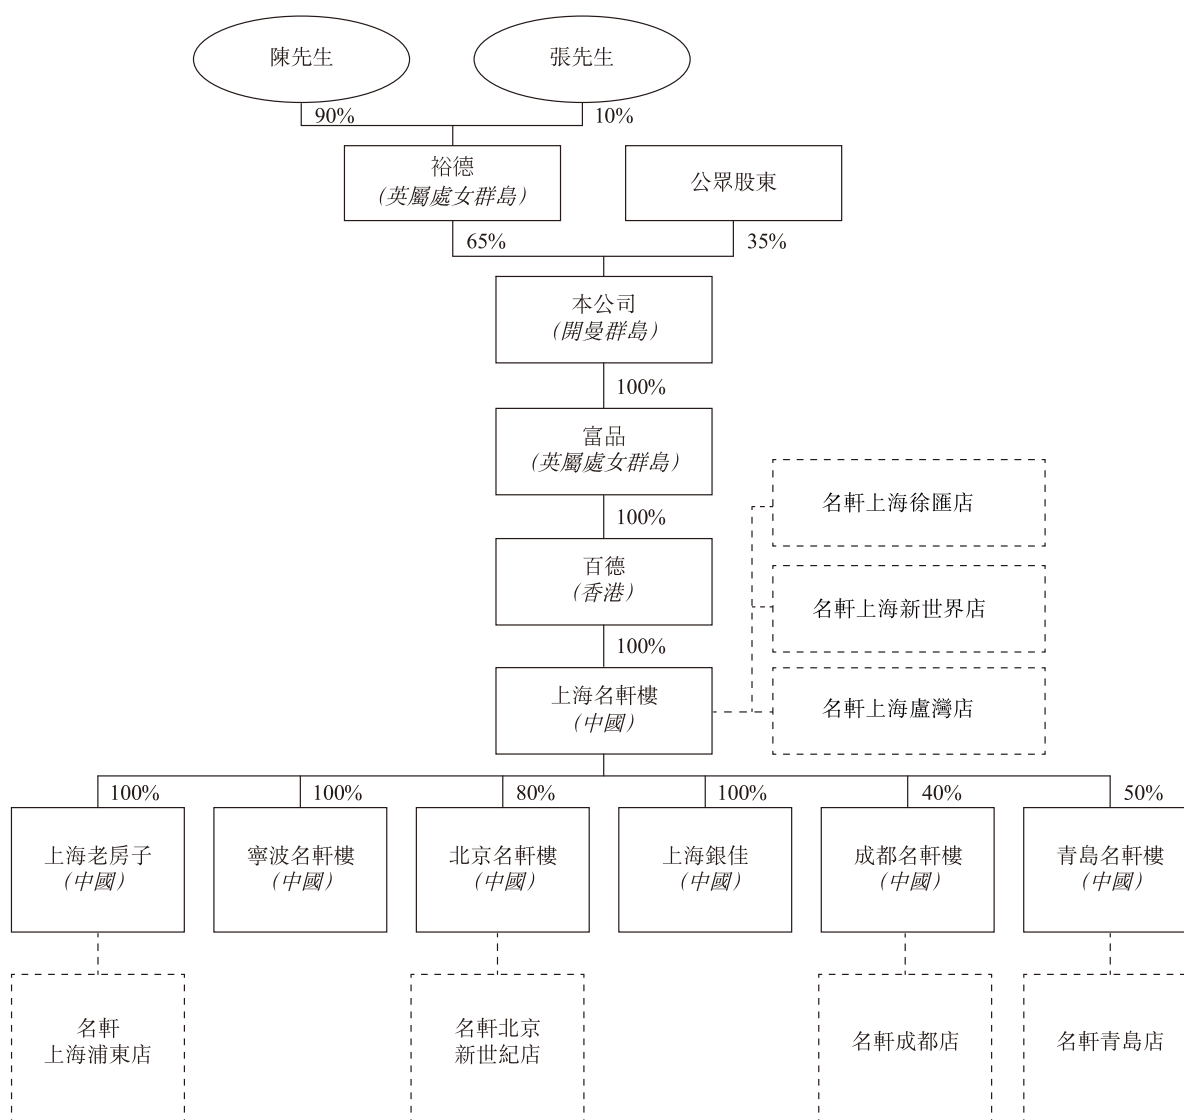 陳先生
張先生
90%
10%
裕德
(英屬處女群島)
公眾股東
65%
35%
本公司
(開曼群島)
100%
富品
(英屬處女群島)
100%
名軒上海徐匯店
百德
(香港)
名軒上海新世界店
100%
上海名軒樓
(中國)
名軒上海盧灣店
100%
100%
80%
100%
40%
50%
上海老房子
(中國)
寧波名軒樓
(中國)
北京名軒樓
(中國)
上海銀佳
(中國)
成都名軒樓
(中國)
青島名軒樓
(中國)
名軒
上海浦東店
名軒北京
新世紀店
名軒成都店
名軒青島店